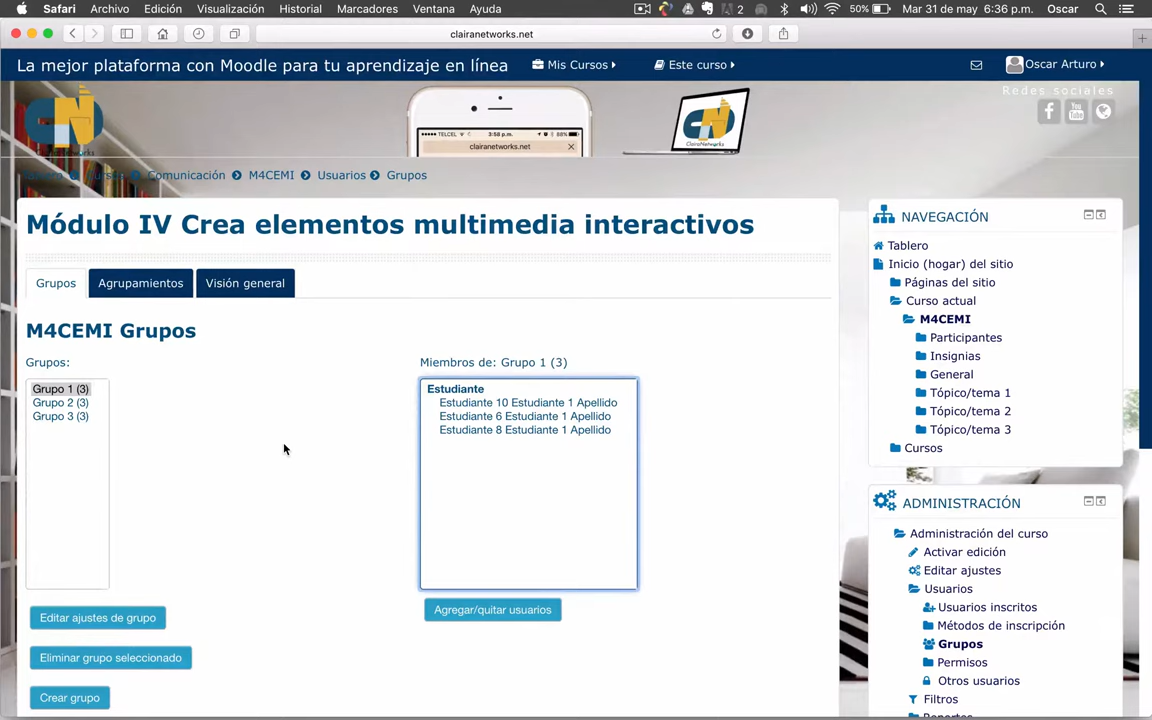 Safari Archivo Edición Visualización Historial Marcadores Ventana Ayuda 2 50% Mar 31 de may 6:36 p.m. Oscar
clairanetworks.net
La mejor plataforma con Moodle para tu aprendizaje en línea Mis Cursos Este curso Oscar Arturo
Redes sociales
TELCEL 3:58 p.m. 88%
clairanetworks.net
ClairaNetworks
Comunicación M4CEMI Usuarios Grupos
Módulo IV Crea elementos multimedia interactivos
Grupos Agrupamientos Visión general
M4CEMI Grupos
Grupos:
Grupo 1 (3)
Grupo 2 (3)
Grupo 3 (3)
Editar ajustes de grupo
Eliminar grupo seleccionado
Crear grupo
Miembros de: Grupo 1 (3)
Estudiante
Estudiante 10 Estudiante 1 Apellido
Estudiante 6 Estudiante 1 Apellido
Estudiante 8 Estudiante 1 Apellido
Agregar/quitar usuarios
NAVEGACIÓN
Tablero
Inicio (hogar) del sitio
Páginas del sitio
Curso actual
M4CEMI
Participantes
Insignias
General
Tópico/tema 1
Tópico/tema 2
Tópico/tema 3
Cursos
ADMINISTRACIÓN
Administración del curso
Activar edición
Editar ajustes
Usuarios
Usuarios inscritos
Métodos de inscripción
Grupos
Permisos
Otros usuarios
Filtros
Reportes